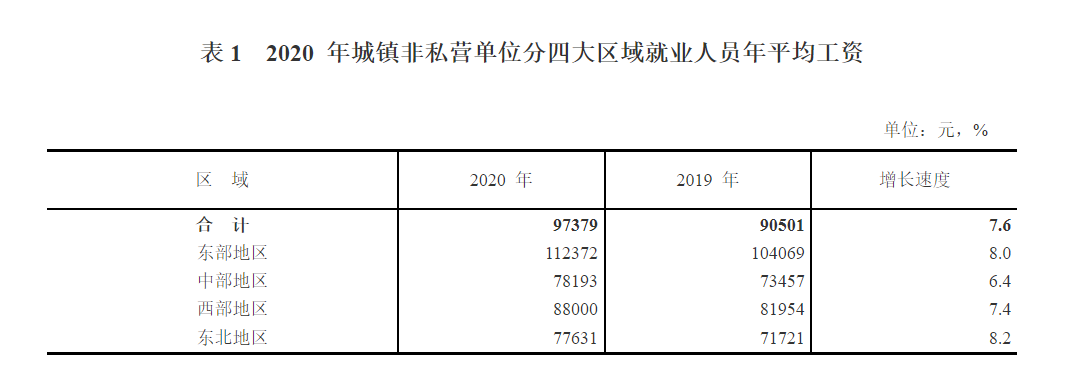 表1 2020 年城镇非私营单位分四大区域就业人员年平均工资
单位：元，%
区 域 2020 年 2019 年 增长速度
合 计 97379 90501 7.6
东部地区 112372 104069 8.0
中部地区 78193 73457 6.4
西部地区 88000 81954 7.4
东北地区 77631 71721 8.2